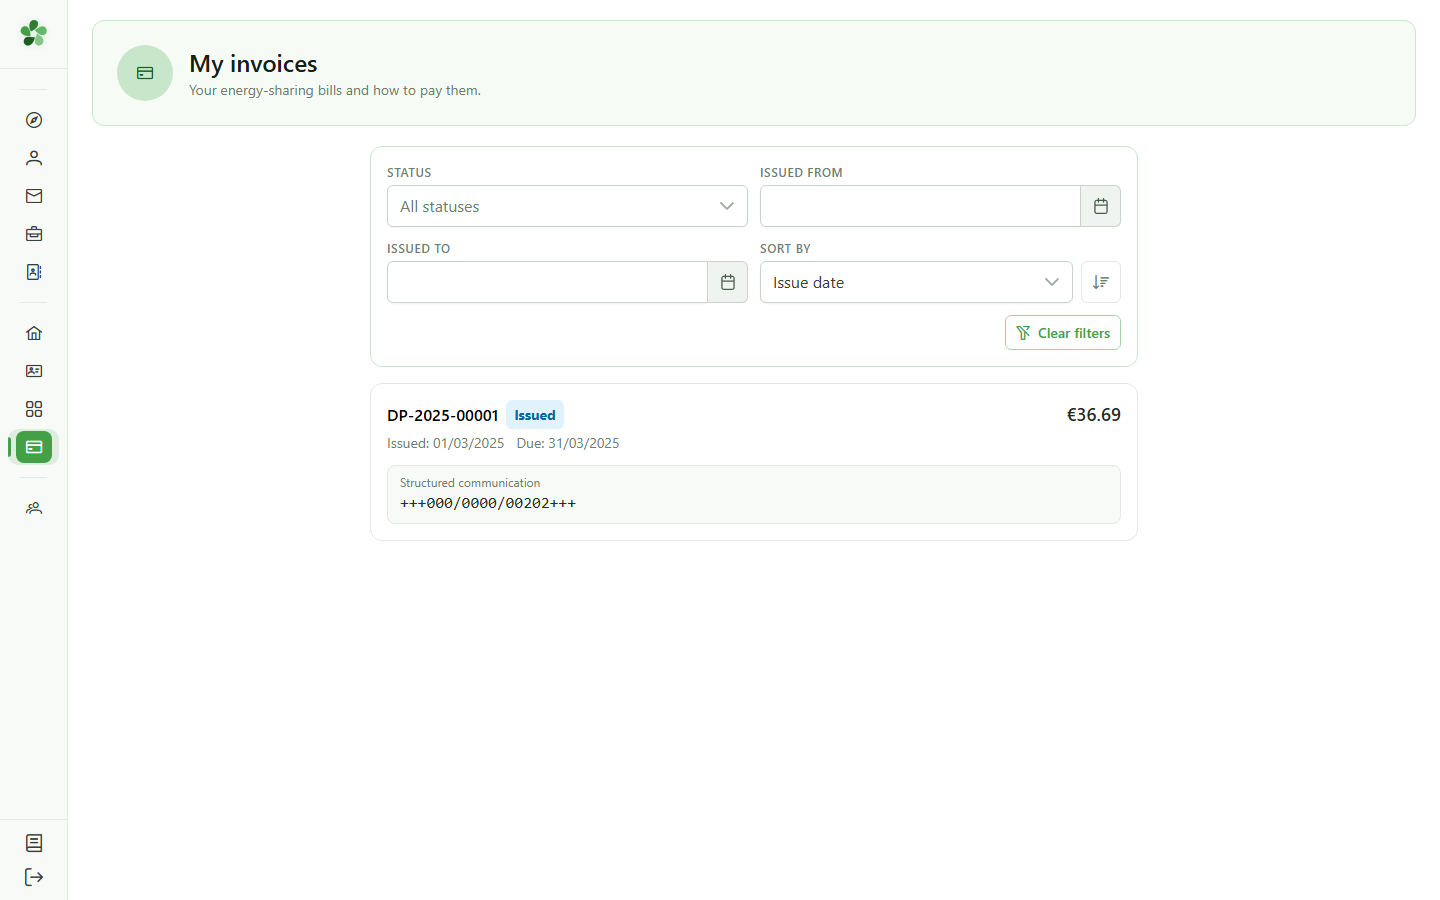 My invoices
Your energy-sharing bills and how to pay them.
STATUS
ISSUED FROM
All statuses
ISSUED TO
SORT BY
Issue date
Clear filters
DP-2025-00001 Issued €36.69
Issued: 01/03/2025 Due: 31/03/2025
Structured communication
+++000/0000/00202+++